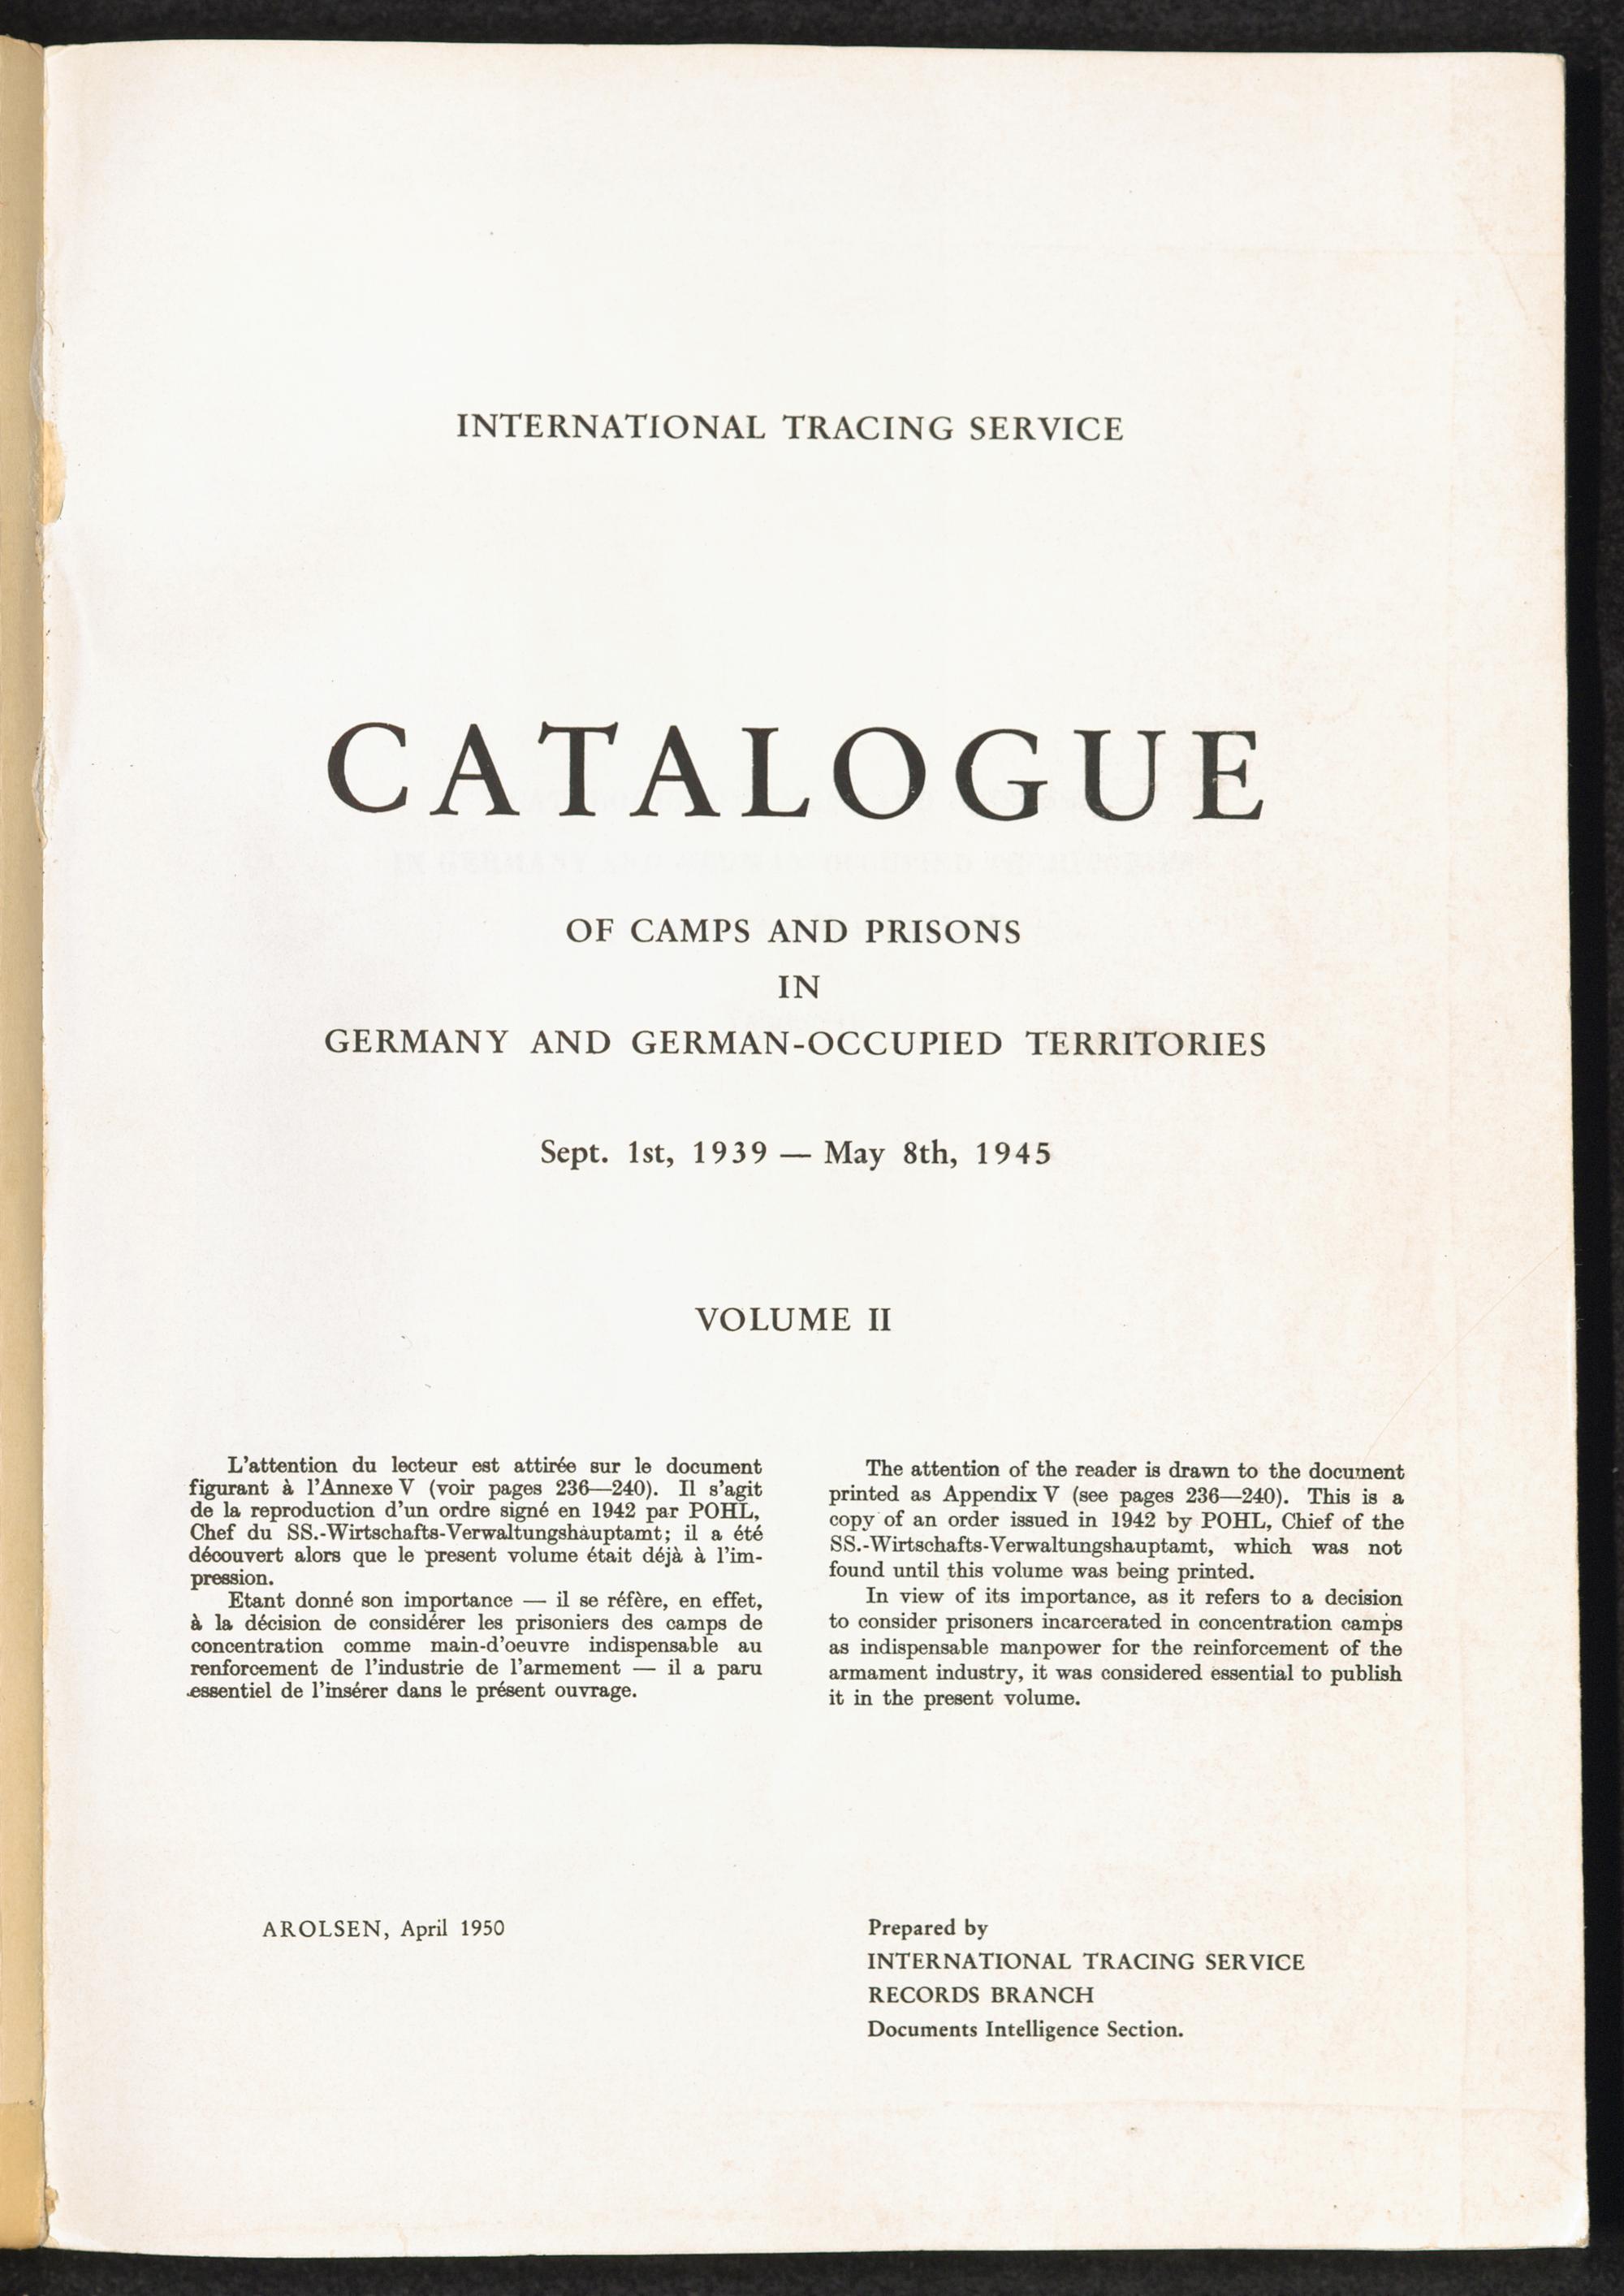 INTERNATIONAL TRACING SERVICE
CATALOGUE
OF CAMPS AND PRISONS
IN
GERMANY AND GERMAN-OCCUPIED TERRITORIES
Sept. 1st, 1939 — May 8th, 1945
VOLUME II
L'attention du lecteur est attirée sur le document
figurant à l'Annexe V (voir pages 236—240). Il s'agit
de la reproduction d'un ordre signé en 1942 par POHL,
Chef du SS.-Wirtschafts-Verwaltungshauptamt; il a été
découvert alors que le present volume était déjà à l'im-
pression.
Etant donné son importance — il se réfère, en effet,
à la décision de considérer les prisoniers des camps de
concentration comme main-d'oeuvre indispensable au
renforcement de l'industrie de l'armement — il a paru
essentiel de l'insérer dans le présent ouvrage.
The attention of the reader is drawn to the document
printed as Appendix V (see pages 236—240). This is a
copy of an order issued in 1942 by POHL, Chief of the
SS.-Wirtschafts-Verwaltungshauptamt, which was not
found until this volume was being printed.
In view of its importance, as it refers to a decision
to consider prisoners incarcerated in concentration camps
as indispensable manpower for the reinforcement of the
armament industry, it was considered essential to publish
it in the present volume.
AROLSEN, April 1950
Prepared by
INTERNATIONAL TRACING SERVICE
RECORDS BRANCH
Documents Intelligence Section.